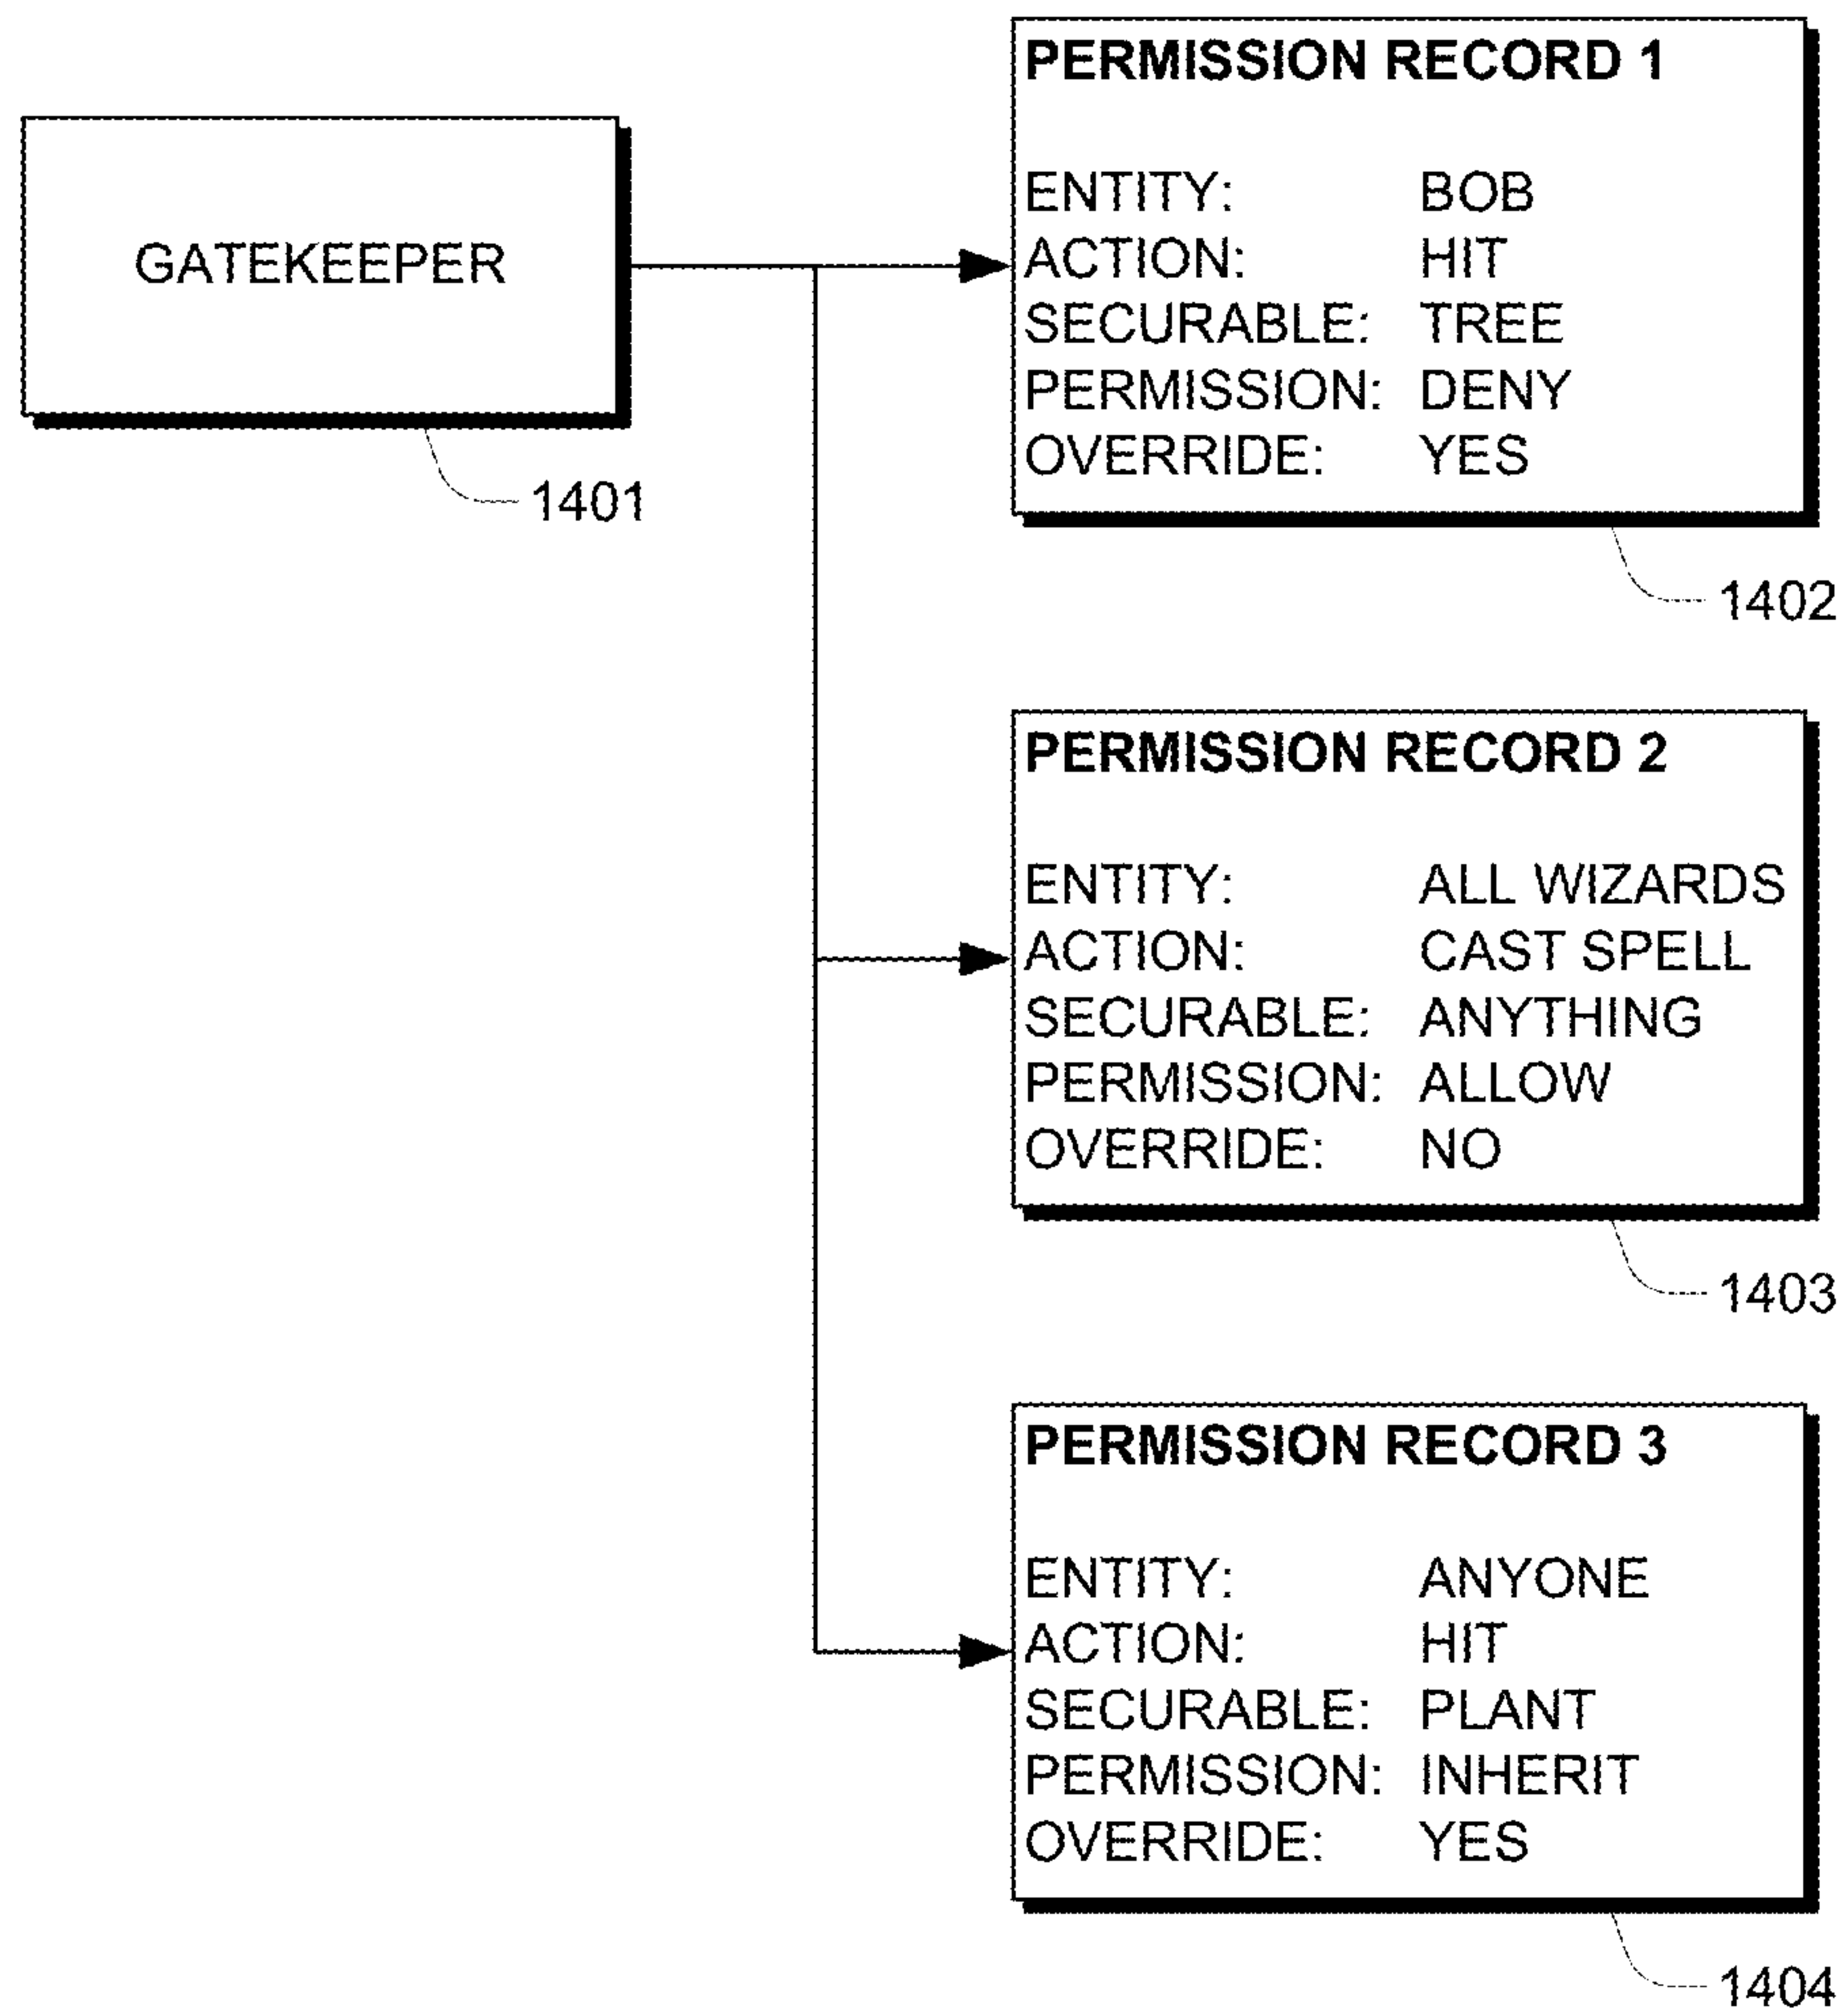 GATEKEEPER
1401
PERMISSION RECORD 1
ENTITY: BOB
ACTION: HIT
SECURABLE: TREE
PERMISSION: DENY
OVERRIDE: YES
1402
PERMISSION RECORD 2
ENTITY: ALL WIZARDS
ACTION: CAST SPELL
SECURABLE: ANYTHING
PERMISSION: ALLOW
OVERRIDE: NO
1403
PERMISSION RECORD 3
ENTITY: ANYONE
ACTION: HIT
SECURABLE: PLANT
PERMISSION: INHERIT
OVERRIDE: YES
1404